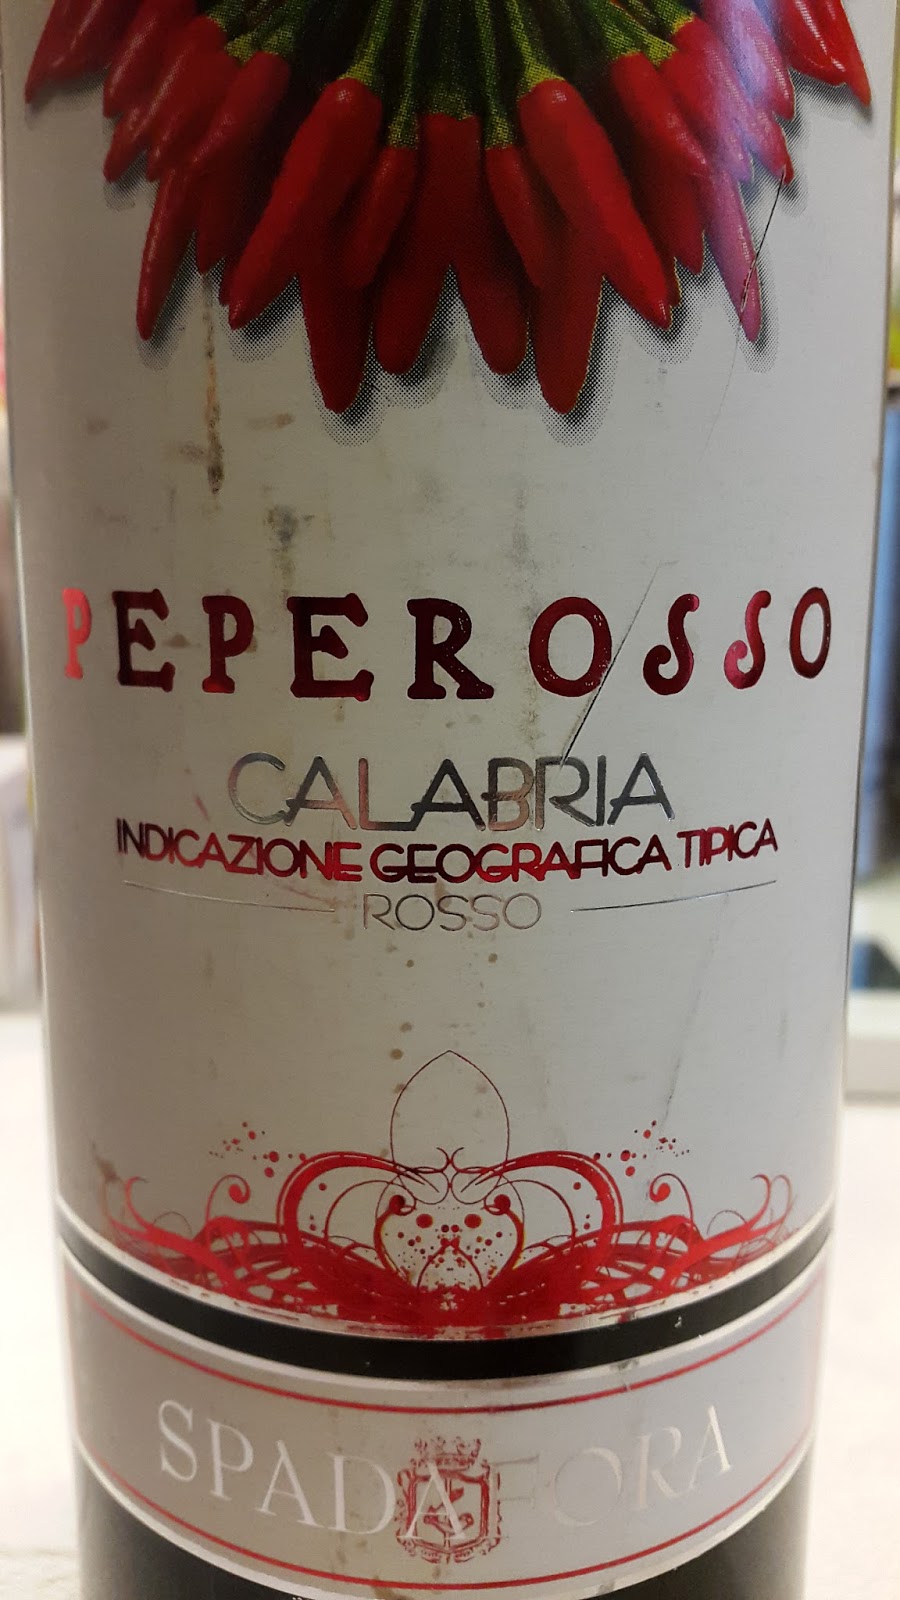 PEPEROSSO
CALABRIA
INDICAZIONE GEOGRAFICA TIPICA
ROSSO
SPADAFORA